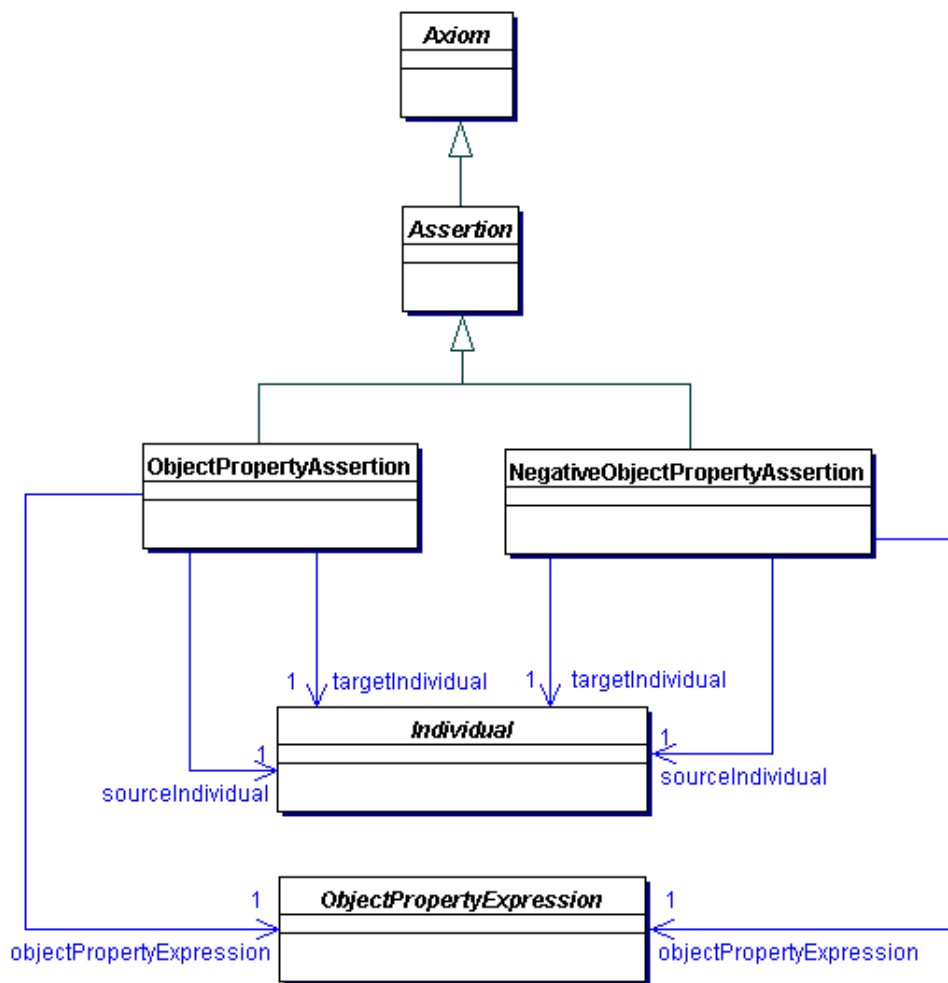 Axiom
Assertion
ObjectPropertyAssertion
NegativeObjectPropertyAssertion
1 targetIndividual
1 targetIndividual
Individual
1
sourceIndividual
1
sourceIndividual
ObjectPropertyExpression
1
objectPropertyExpression
1
objectPropertyExpression